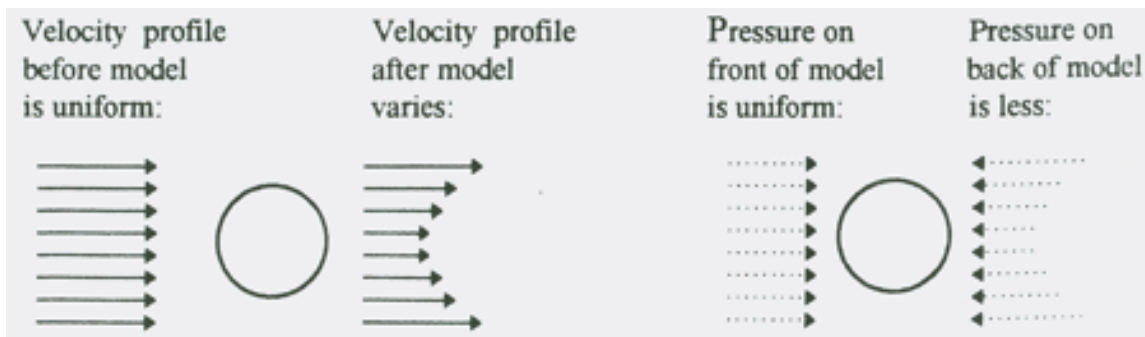 Velocity profile
before model
is uniform:
Velocity profile
after model
varies:
Pressure on
front of model
is uniform:
Pressure on
back of model
is less: